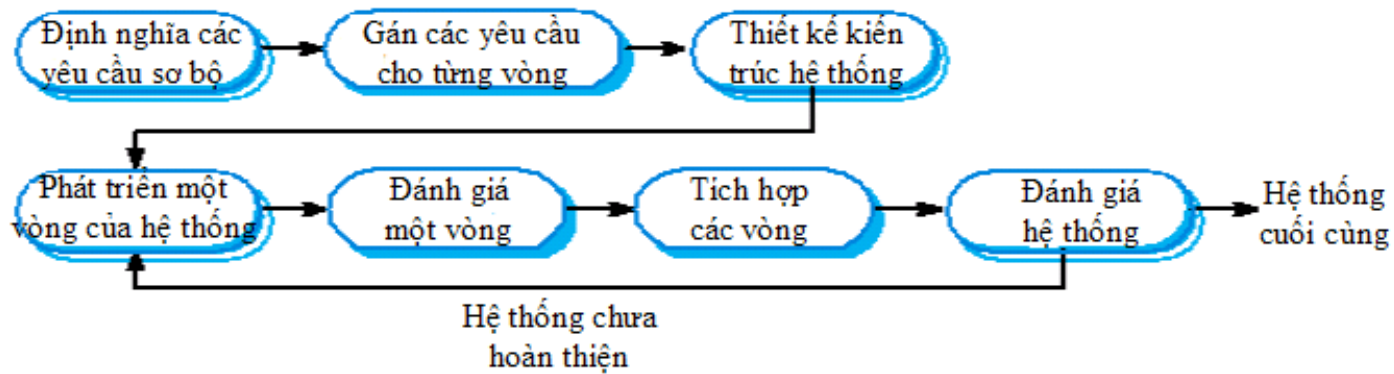 Định nghĩa các
yêu cầu sơ bộ
Gán các yêu cầu
cho từng vòng
Thiết kế kiến
trúc hệ thống
Phát triển một
vòng của hệ thống
Đánh giá
một vòng
Tích hợp
các vòng
Đánh giá
hệ thống
Hệ thống
cuối cùng
Hệ thống chưa
hoàn thiện